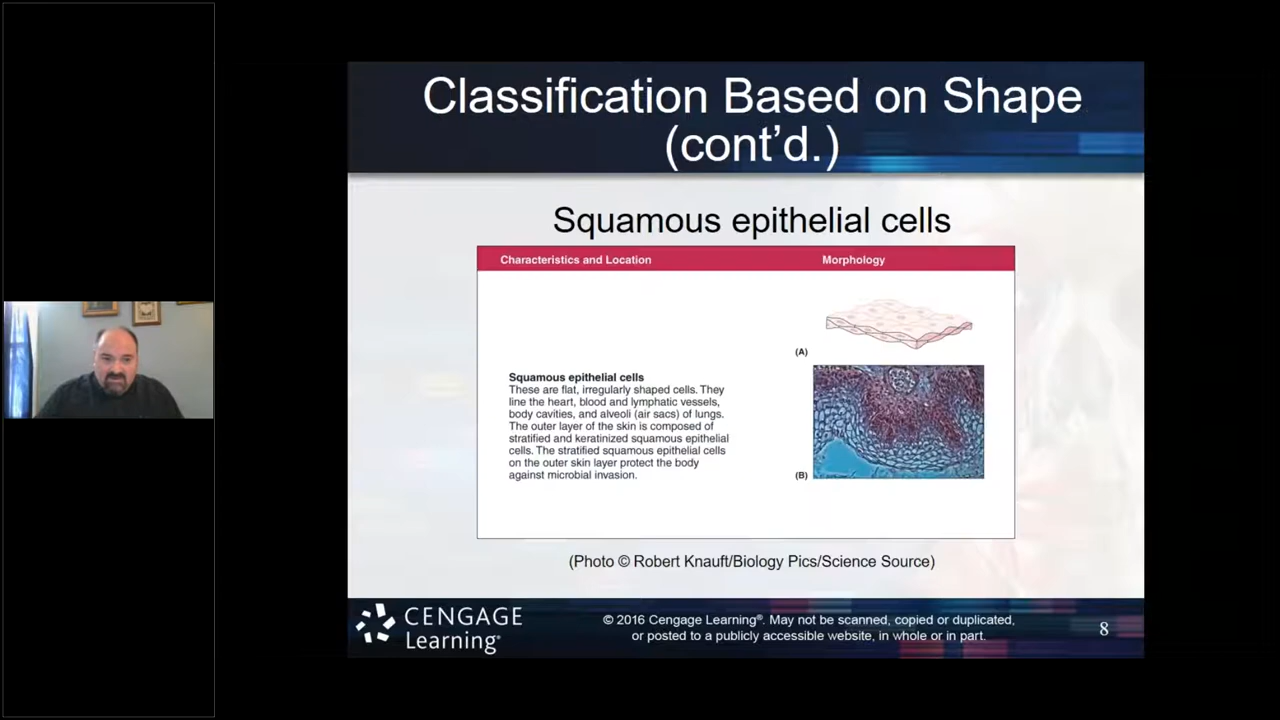 Classification Based on Shape
(cont’d.)
Squamous epithelial cells
Characteristics and Location
Morphology
(A)
Squamous epithelial cells
These are flat, irregularly shaped cells. They
line the heart, blood and lymphatic vessels,
body cavities, and alveoli (air sacs) of lungs.
The outer layer of the skin is composed of
stratified and keratinized squamous epithelial
cells. The stratified squamous epithelial cells
on the outer skin layer protect the body
against microbial invasion.
(B)
(Photo © Robert Knauft/Biology Pics/Science Source)
CENGAGE
Learning®
© 2016 Cengage Learning®. May not be scanned, copied or duplicated,
or posted to a publicly accessible website, in whole or in part.
8